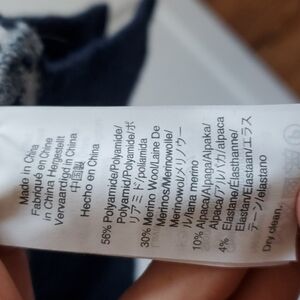 Made in China
Fabriqué en Chine
in China Hergestellt
Vervaardigd in China
中国製
Hecho en China
56% Polyamide/Polyamide/
Polyamid/Polyamide/ポ
リアミド/poliamida
30% Merino Wool/Laine De
Merinos/Merinowolle/
Merinowol/メリノウー
ル/lana merino
10% Alpaca/Alpaga/Alpaka/
Alpaca/アルパカ/alpaca
4% Elastane/Elasthanne/
Elastan/Elastaan/エラス
テーン/elastano
Dry clean